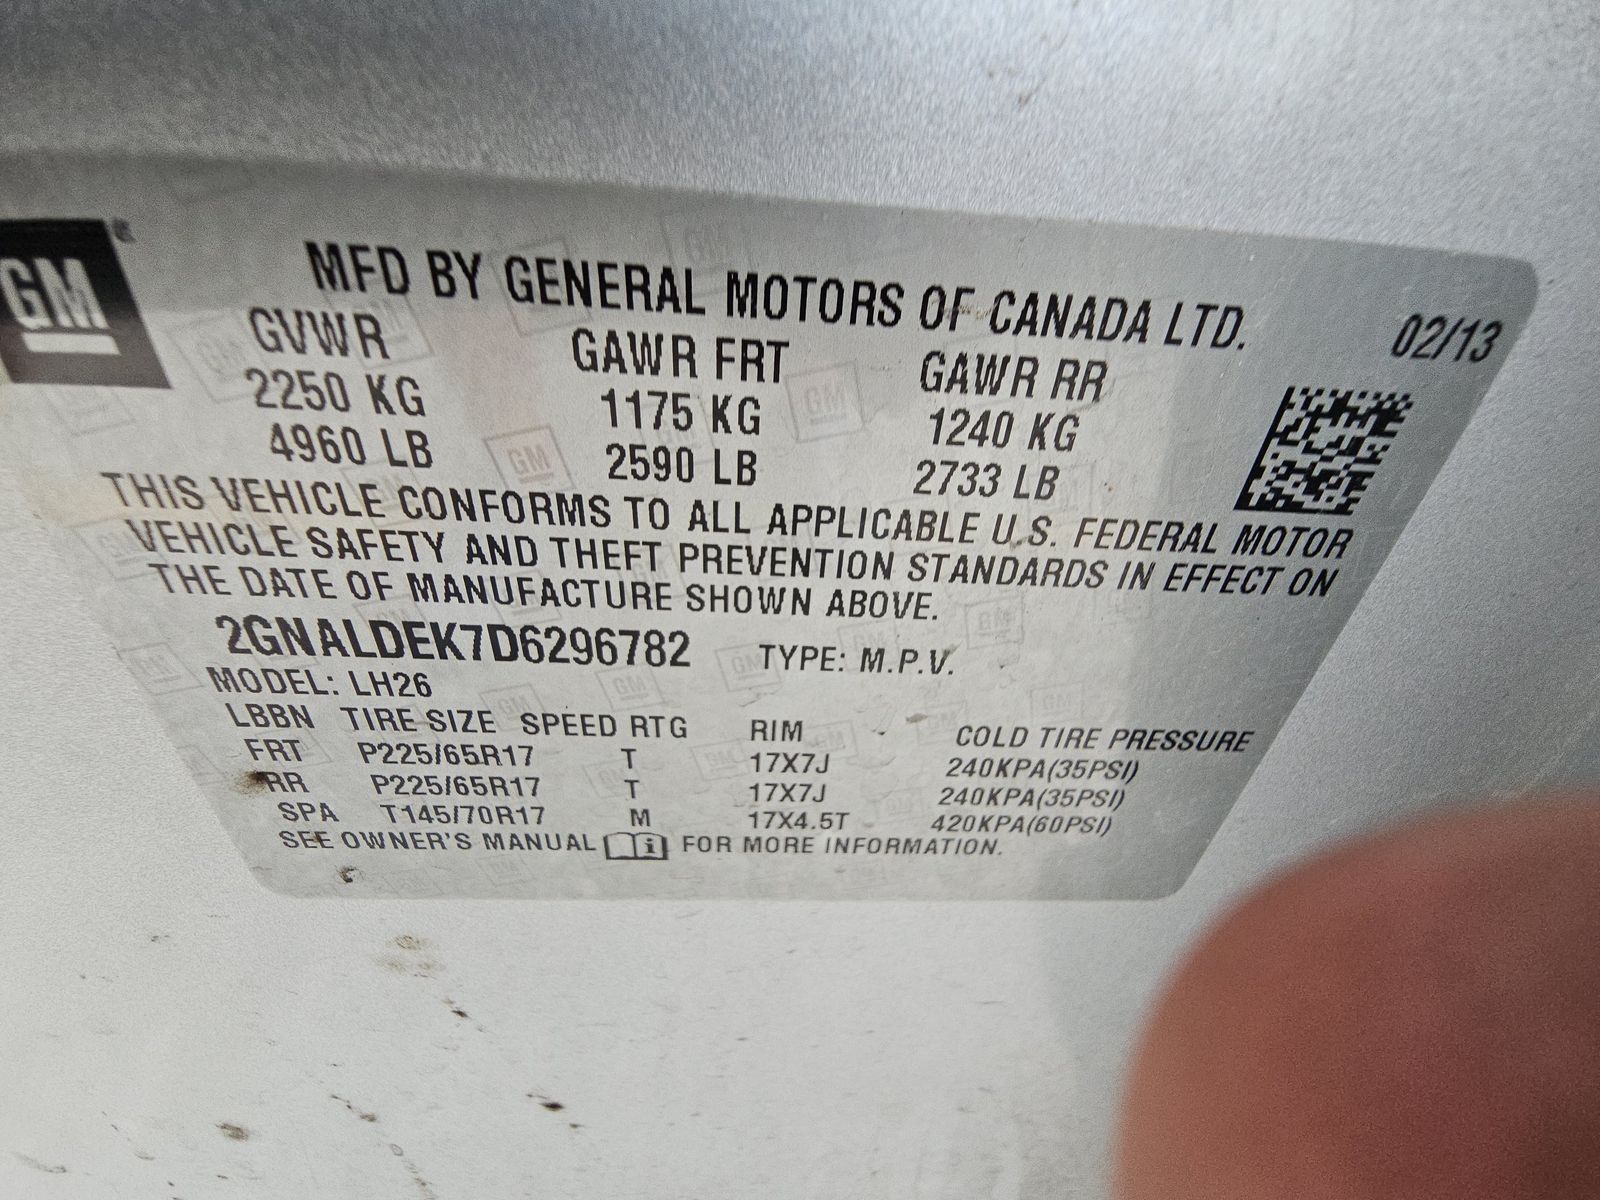 GM
MFD BY GENERAL MOTORS OF CANADA LTD.
02/13
GVWR GAWR FRT GAWR RR
2250 KG 1175 KG 1240 KG
4960 LB 2590 LB 2733 LB
THIS VEHICLE CONFORMS TO ALL APPLICABLE U.S. FEDERAL MOTOR
VEHICLE SAFETY AND THEFT PREVENTION STANDARDS IN EFFECT ON
THE DATE OF MANUFACTURE SHOWN ABOVE.
2GNALDEK7D6296782 TYPE: M.P.V.
MODEL: LH26
LBBN TIRE SIZE SPEED RTG RIM COLD TIRE PRESSURE
FRT P225/65R17 T 17X7J 240KPA(35PSI)
RR P225/65R17 T 17X7J 240KPA(35PSI)
SPA T145/70R17 M 17X4.5T 420KPA(60PSI)
SEE OWNER'S MANUAL FOR MORE INFORMATION.